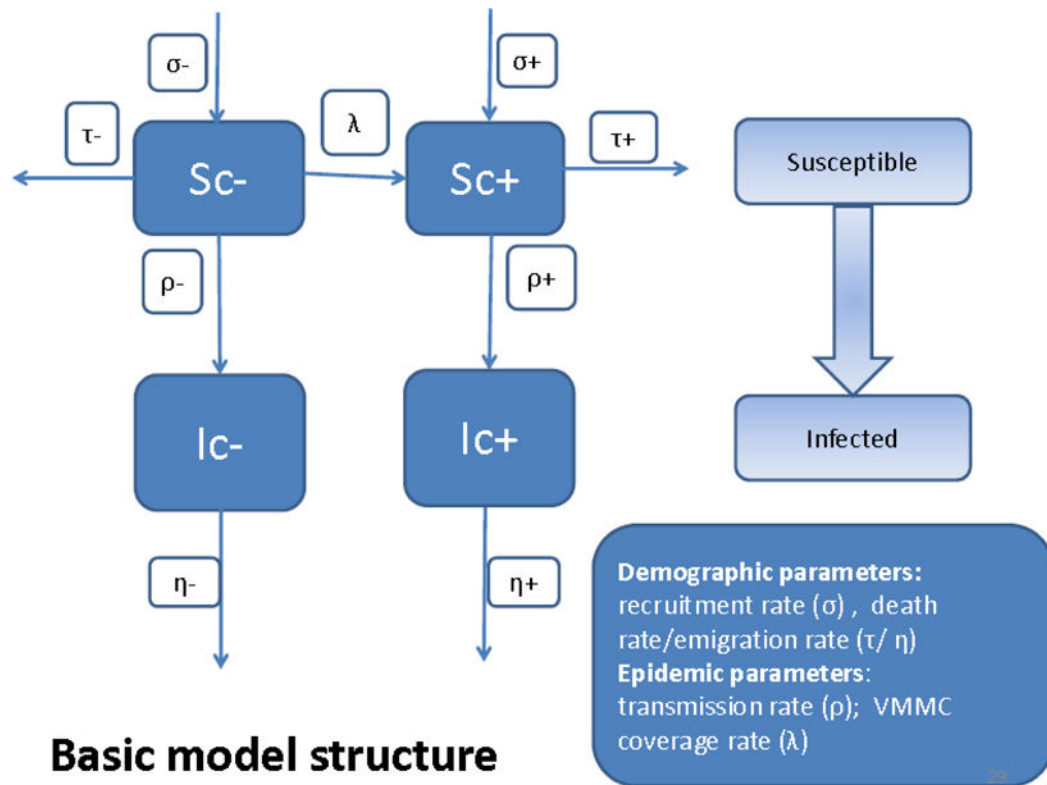 σ-
σ+
τ-
λ
τ+
Sc-
Sc+
Susceptible
ρ-
ρ+
Ic-
Ic+
Infected
η-
η+
Demographic parameters:
recruitment rate (σ) , death
rate/emigration rate (τ/ η)
Epidemic parameters:
transmission rate (ρ); VMMC
coverage rate (λ)
Basic model structure
29